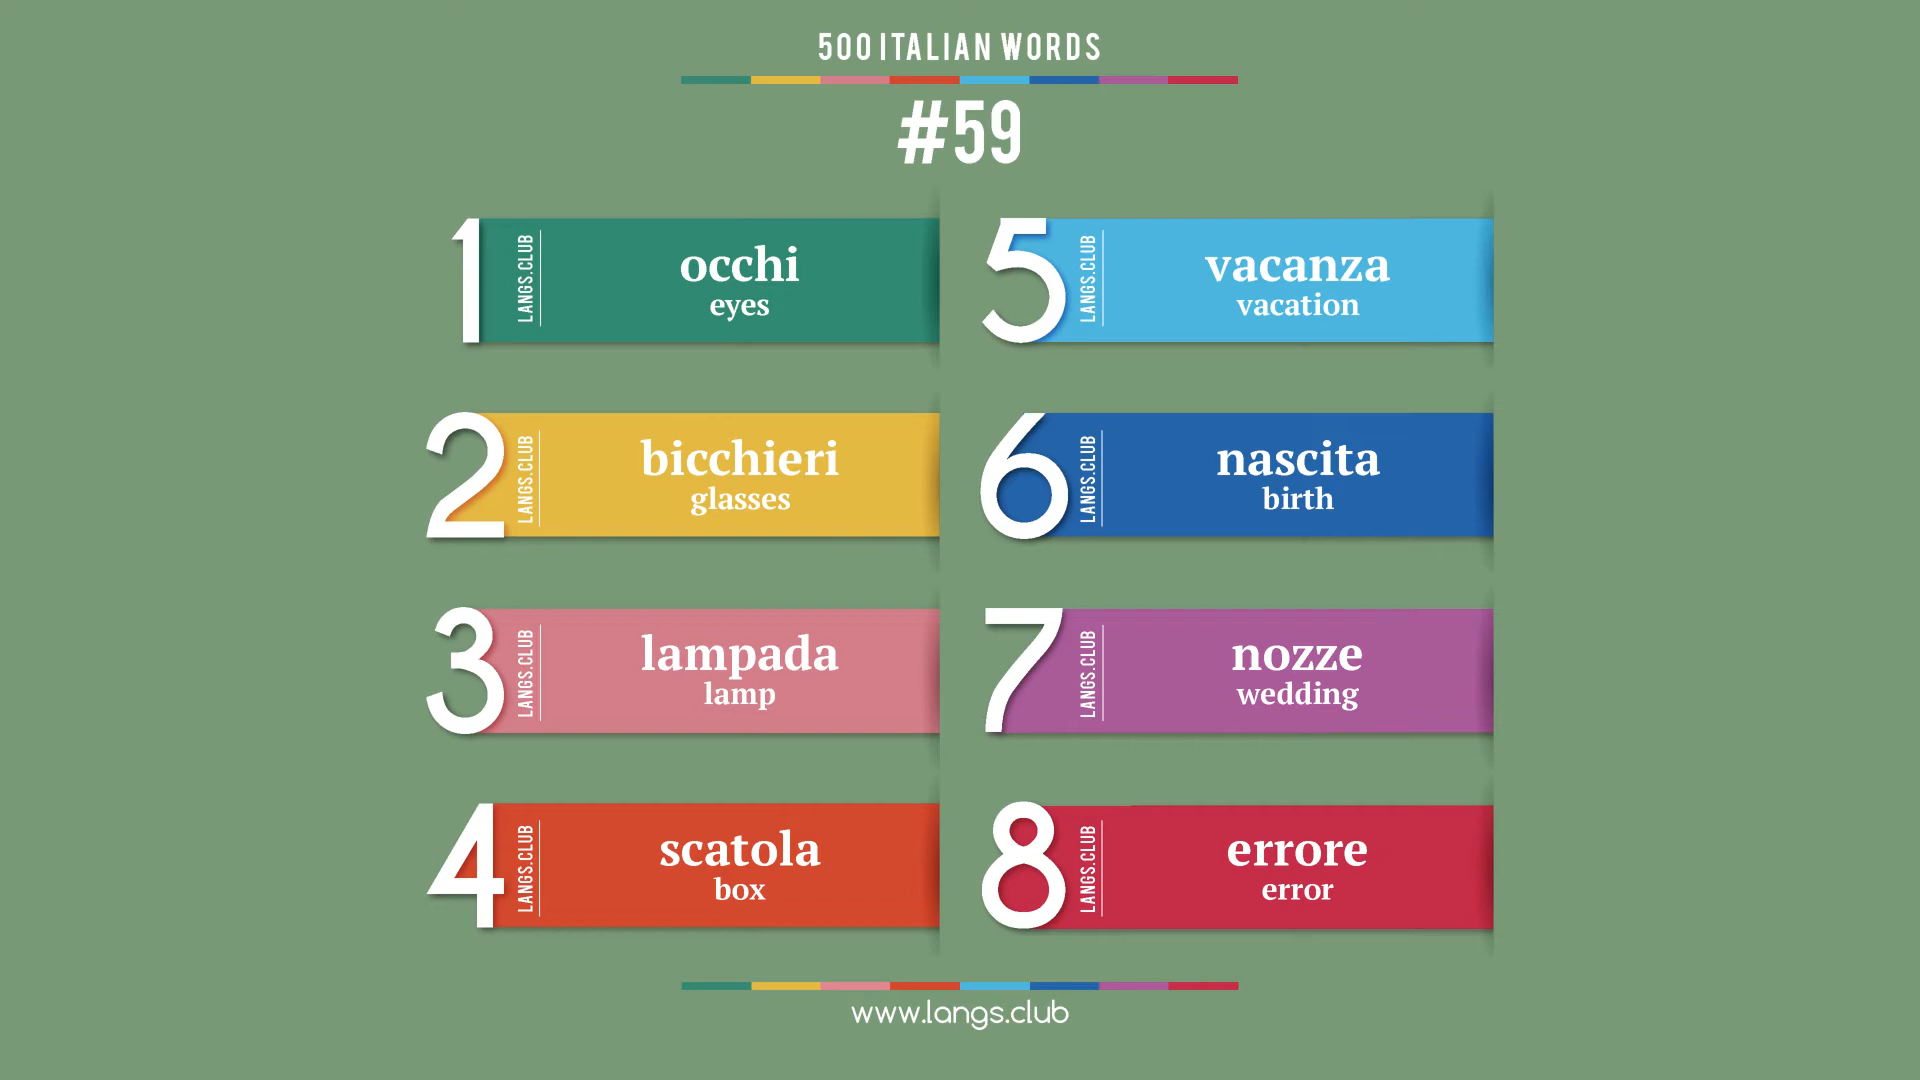 500 ITALIAN WORDS
#59
1
LANGS.CLUB
occhi
eyes
2
LANGS.CLUB
bicchieri
glasses
3
LANGS.CLUB
lampada
lamp
4
LANGS.CLUB
scatola
box
5
LANGS.CLUB
vacanza
vacation
6
LANGS.CLUB
nascita
birth
7
LANGS.CLUB
nozze
wedding
8
LANGS.CLUB
errore
error
www.langs.club